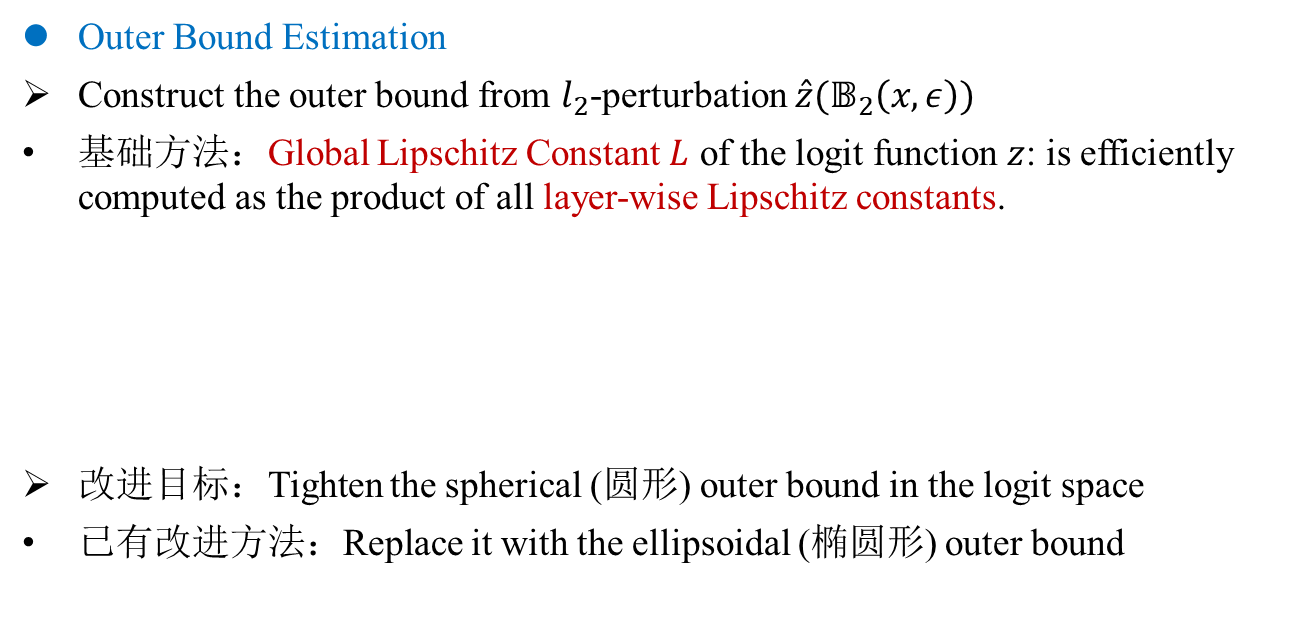 ● Outer Bound Estimation
➤ Construct the outer bound from 𝑙₂-perturbation ẑ(𝔹₂(𝑥, 𝜖))
• 基础方法：Global Lipschitz Constant 𝐿 of the logit function 𝑧: is efficiently
computed as the product of all layer-wise Lipschitz constants.
➤ 改进目标：Tighten the spherical (圆形) outer bound in the logit space
• 已有改进方法：Replace it with the ellipsoidal (椭圆形) outer bound